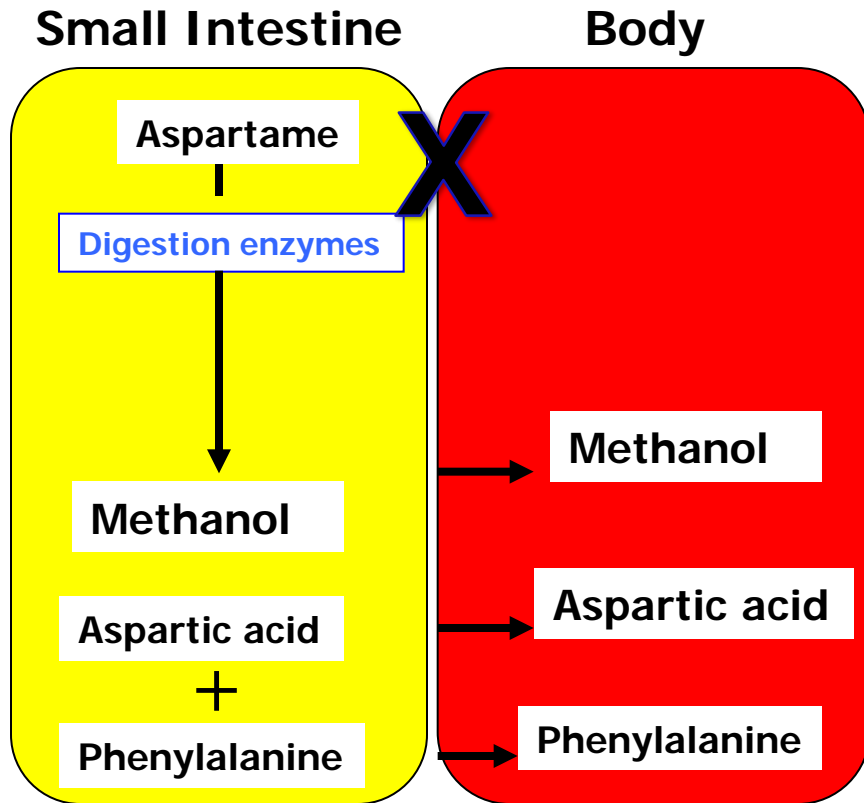 Small Intestine
Body
Aspartame
X
Digestion enzymes
Methanol
Aspartic acid
+
Phenylalanine
Methanol
Aspartic acid
Phenylalanine